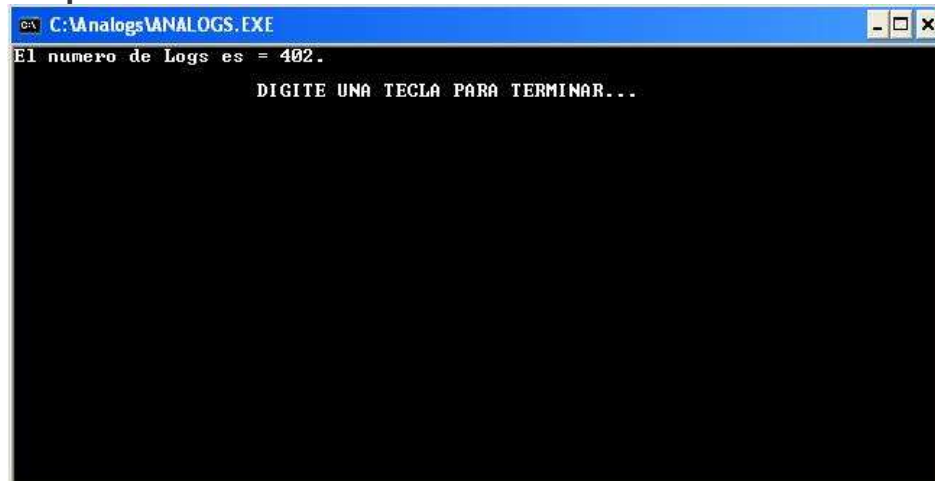 C:\Analogs\ANALOGS.EXE
El numero de Logs es = 402.
DIGITE UNA TECLA PARA TERMINAR...